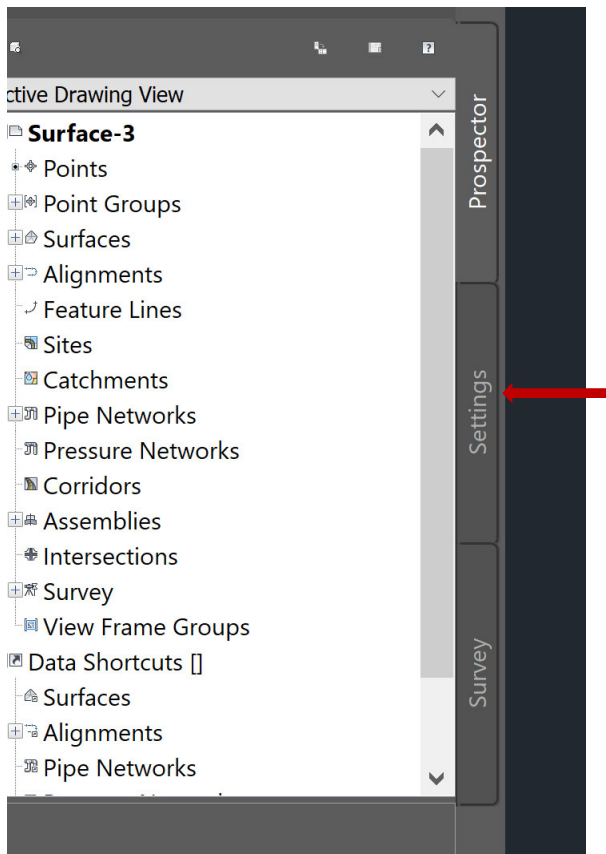 ctive Drawing View
Surface-3
Points
Point Groups
Surfaces
Alignments
Feature Lines
Sites
Catchments
Pipe Networks
Pressure Networks
Corridors
Assemblies
Intersections
Survey
View Frame Groups
Data Shortcuts []
Surfaces
Alignments
Pipe Networks
Prospector
Settings
Survey